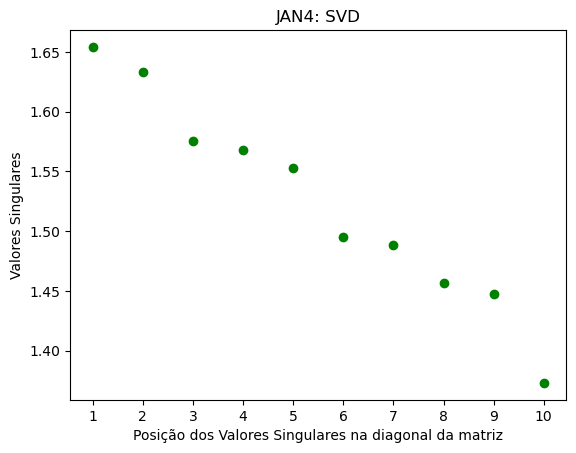 JAN4: SVD
Valores Singulares
1.65
1.60
1.55
1.50
1.45
1.40
1 2 3 4 5 6 7 8 9 10
Posição dos Valores Singulares na diagonal da matriz